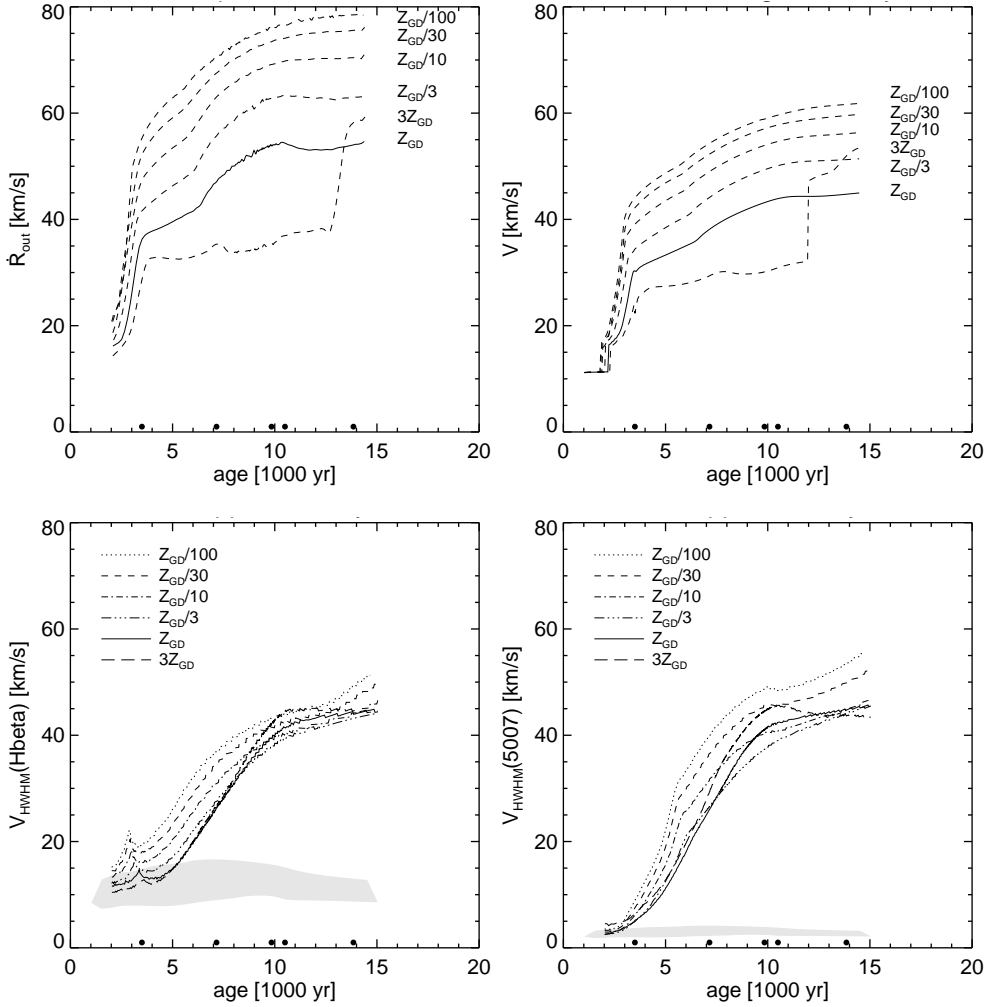 80
60
40
20
0
Ṙ_out [km/s]
Z_GD/100
Z_GD/30
Z_GD/10
Z_GD/3
3Z_GD
Z_GD
0 5 10 15 20
age [1000 yr]
80
60
40
20
0
V [km/s]
Z_GD/100
Z_GD/30
Z_GD/10
3Z_GD
Z_GD/3
Z_GD
0 5 10 15 20
age [1000 yr]
80
60
40
20
0
V_HWHM(Hbeta) [km/s]
Z_GD/100
Z_GD/30
Z_GD/10
Z_GD/3
Z_GD
3Z_GD
0 5 10 15 20
age [1000 yr]
80
60
40
20
0
V_HWHM(5007) [km/s]
Z_GD/100
Z_GD/30
Z_GD/10
Z_GD/3
Z_GD
3Z_GD
0 5 10 15 20
age [1000 yr]